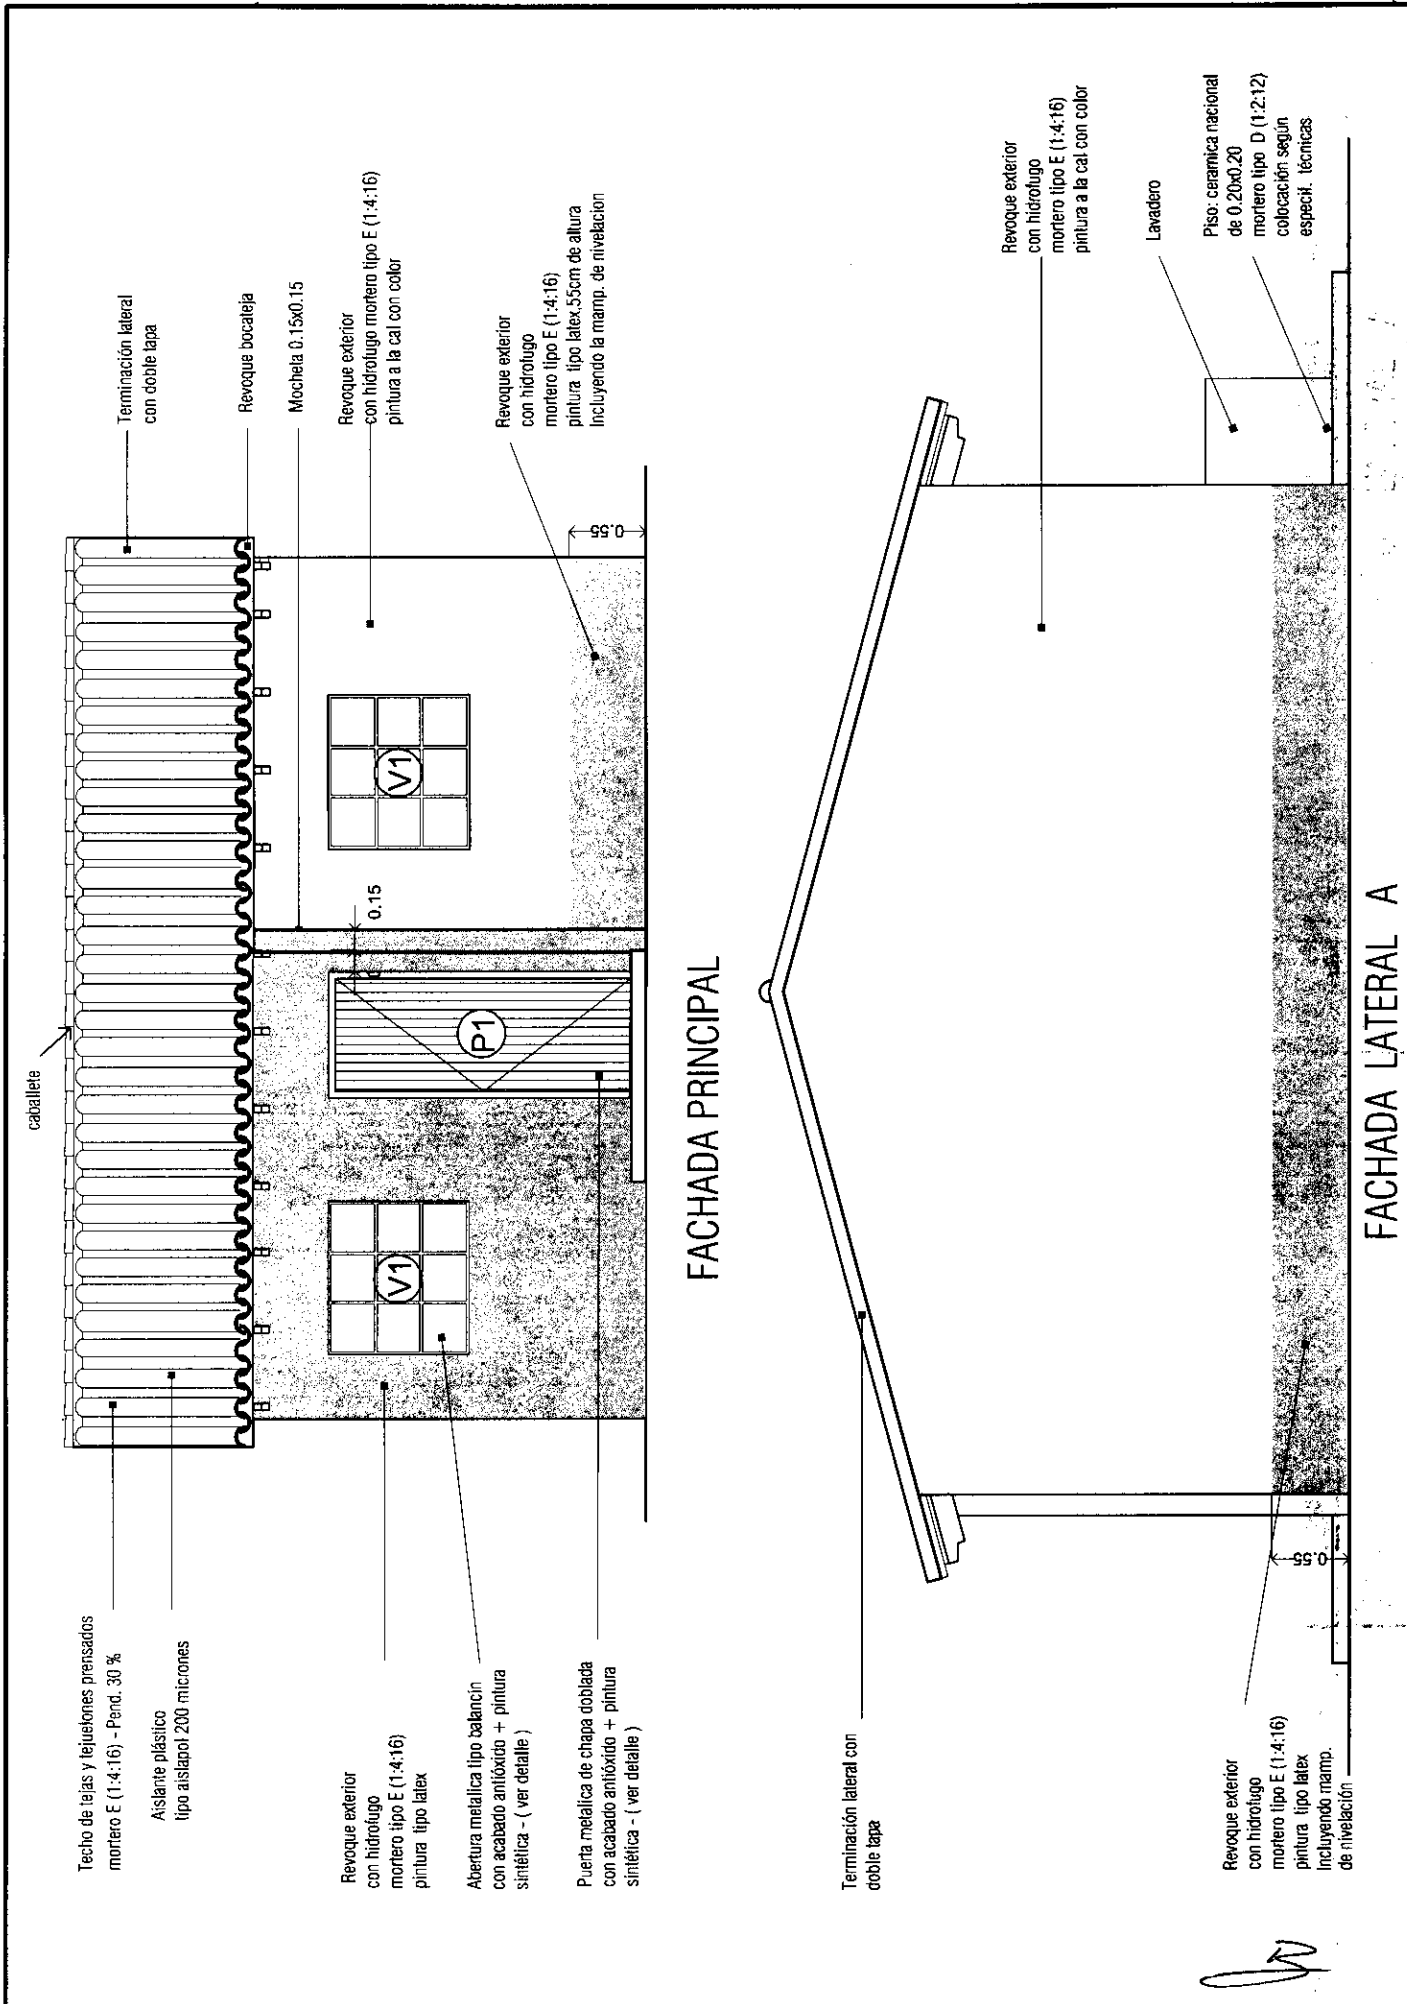 caballete
Techo de tejas y tejuelones prensados
mortero E (1:4:16) - Pend. 30 %
Aislante plástico
tipo aislapol 200 micrones
Revoque exterior
con hidrofugo
mortero tipo E (1:4:16)
pintura tipo latex
Abertura metalica tipo balancin
con acabado antióxido + pintura
sintética - ( ver detalle )
Puerta metalica de chapa doblada
con acabado antióxido + pintura
sintética - ( ver detalle )
V1
P1
V1
0.15
0.55
Terminación lateral
con doble tapa
Revoque bocateja
Mocheta 0.15x0.15
Revoque exterior
con hidrofugo mortero tipo E (1:4:16)
pintura a la cal con color
Revoque exterior
con hidrofugo
mortero tipo E (1:4:16)
pintura tipo latex,55cm de altura
Incluyendo la mamp. de nivelacion
FACHADA PRINCIPAL
Terminación lateral con
doble tapa
Revoque exterior
con hidrofugo
mortero tipo E (1:4:16)
pintura tipo latex
Incluyendo mamp.
de nivelación
0.55
Revoque exterior
con hidrofugo
mortero tipo E (1:4:16)
pintura a la cal con color
Lavadero
Piso: ceramica nacional
de 0.20x0.20
mortero tipo D (1:2:12)
colocación según
especif. técnicas
FACHADA LATERAL A